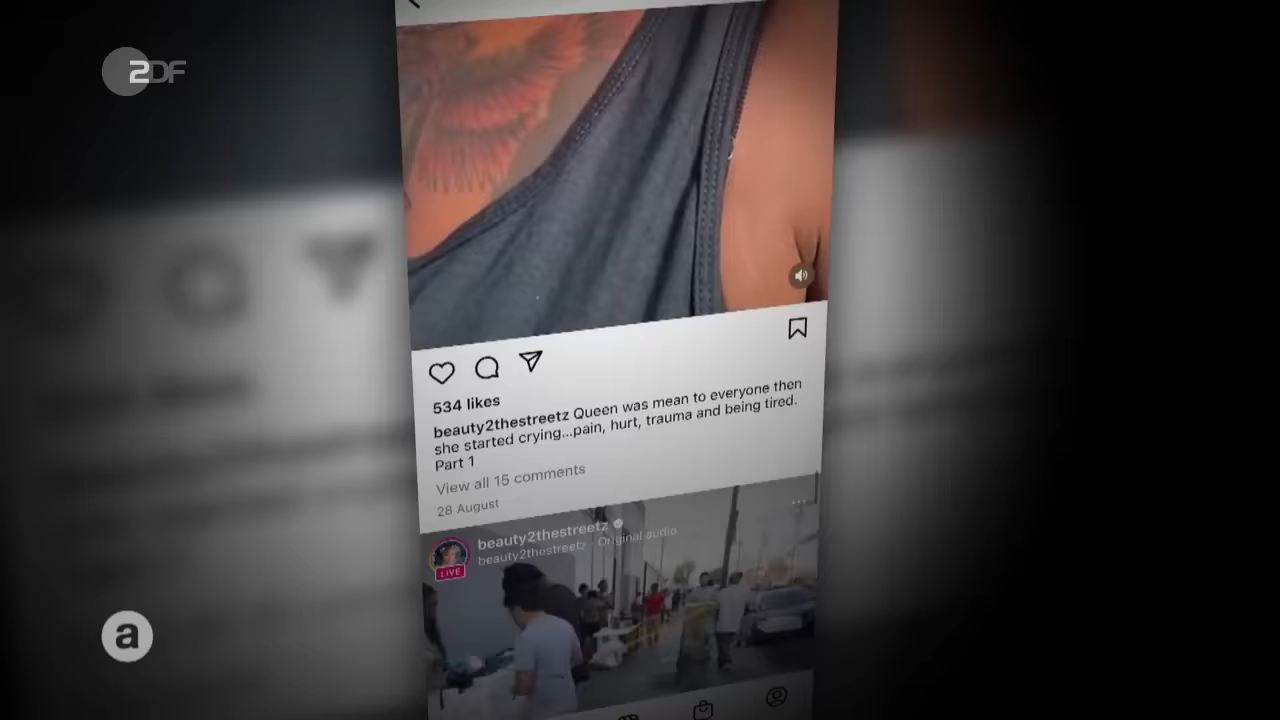 ZDF
534 likes
beauty2thestreetz Queen was mean to everyone then
she started crying...pain, hurt, trauma and being tired.
Part 1
View all 15 comments
28 August
beauty2thestreetz
beauty2thestreetz · Original audio
LIVE
a